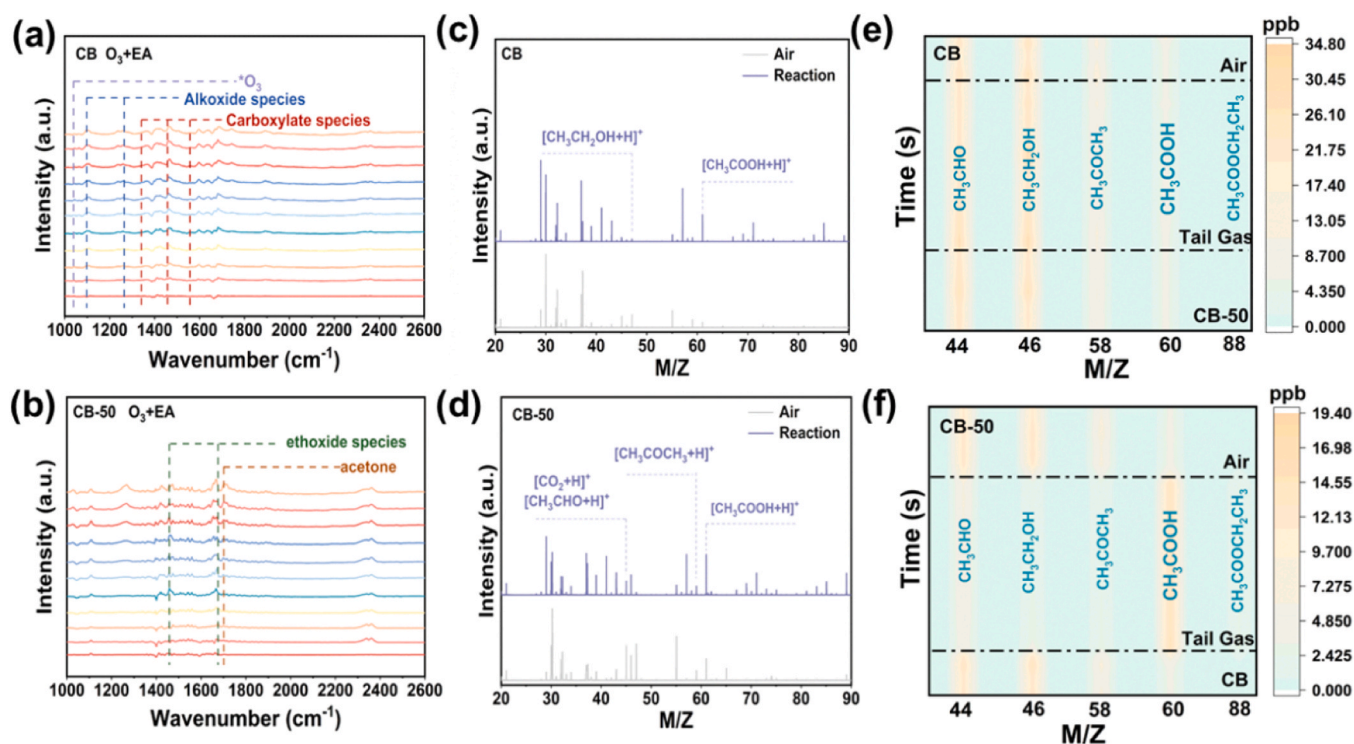 (a)
CB O₃+EA
*O₃
Alkoxide species
Carboxylate species
Intensity (a.u.)
1000 1200 1400 1600 1800 2000 2200 2400 2600
Wavenumber (cm⁻¹)
(c)
CB
Air
Reaction
[CH₃CH₂OH+H]⁺
[CH₃COOH+H]⁺
Intensity (a.u.)
20 30 40 50 60 70 80 90
M/Z
(e)
CB
Air
CH₃CHO
CH₃CH₂OH
CH₃COCH₃
CH₃COOH
CH₃COOCH₂CH₃
Tail Gas
CB-50
Time (s)
44 46 58 60 88
M/Z
ppb
34.80
30.45
26.10
21.75
17.40
13.05
8.700
4.350
0.000
(b)
CB-50 O₃+EA
ethoxide species
acetone
Intensity (a.u.)
1000 1200 1400 1600 1800 2000 2200 2400 2600
Wavenumber (cm⁻¹)
(d)
CB-50
Air
Reaction
[CH₃COCH₃+H]⁺
[CO₂+H]⁺
[CH₃CHO+H]⁺
[CH₃COOH+H]⁺
Intensity (a.u.)
20 30 40 50 60 70 80 90
M/Z
(f)
CB-50
Air
CH₃CHO
CH₃CH₂OH
CH₃COCH₃
CH₃COOH
CH₃COOCH₂CH₃
Tail Gas
CB
Time (s)
44 46 58 60 88
M/Z
ppb
19.40
16.98
14.55
12.13
9.700
7.275
4.850
2.425
0.000